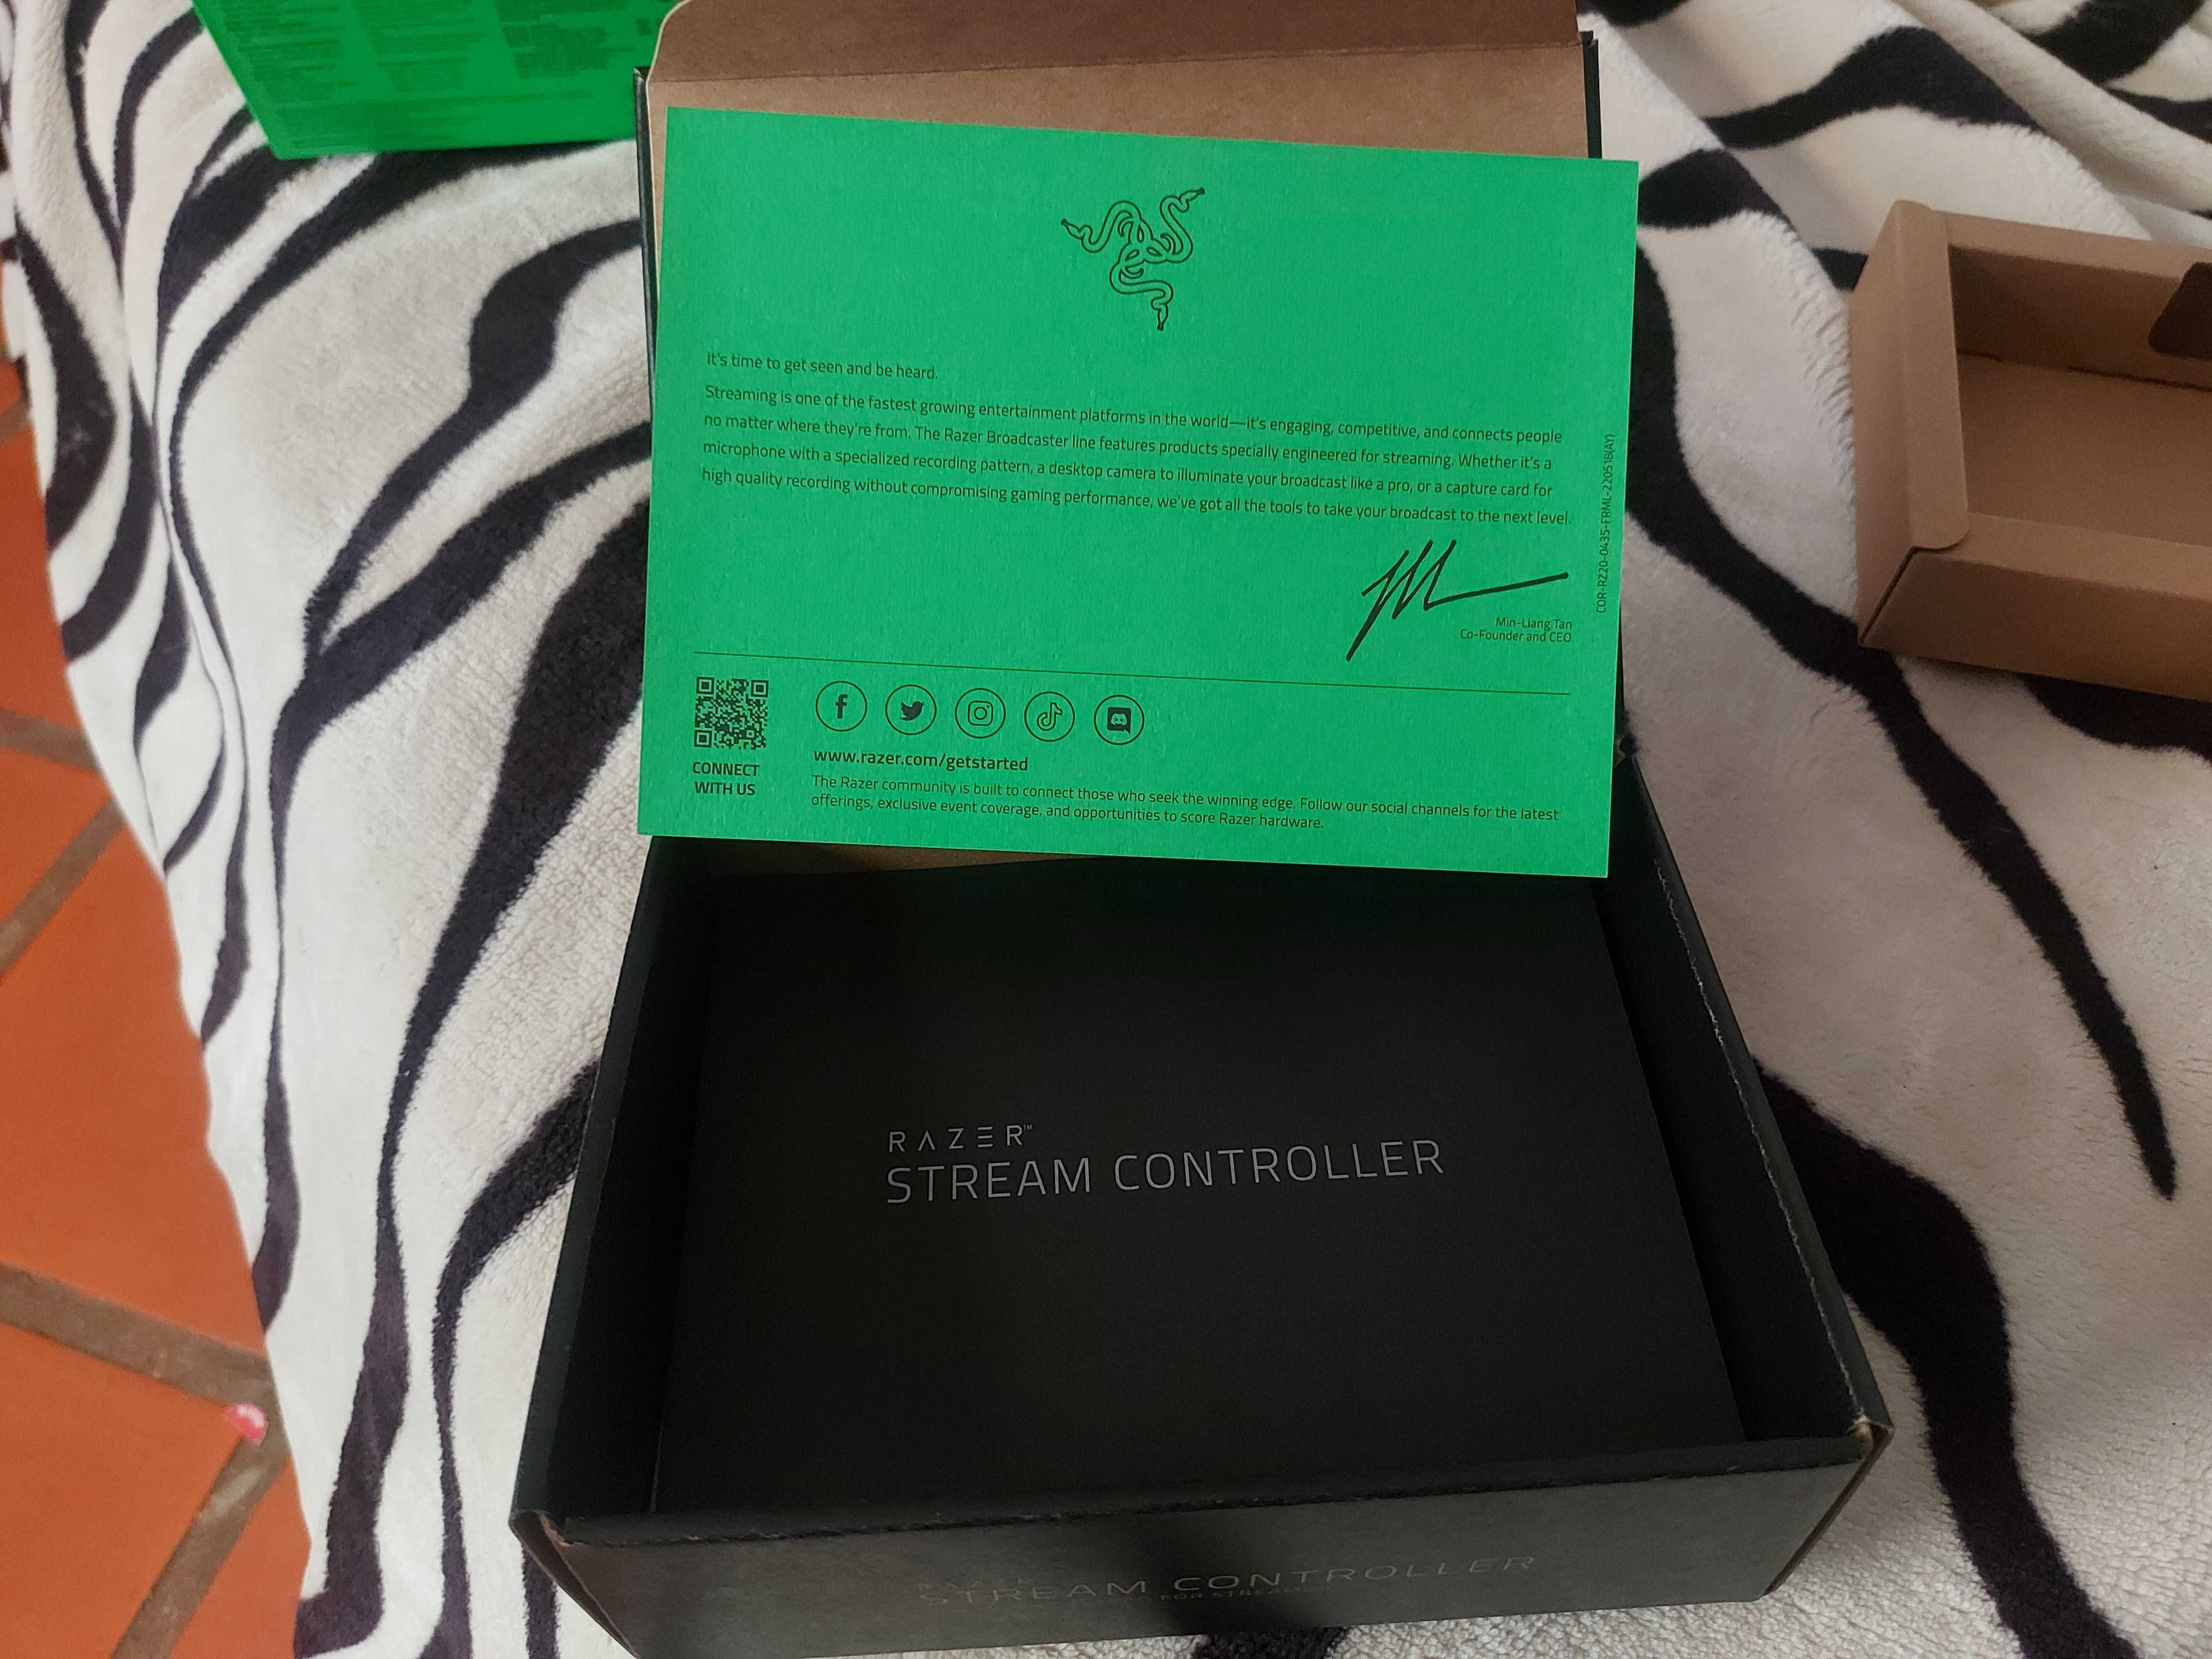 It's time to get seen and be heard.
Streaming is one of the fastest growing entertainment platforms in the world—it's engaging, competitive, and connects people
no matter where they're from. The Razer Broadcaster line features products specially engineered for streaming. Whether it's a
microphone with a specialized recording pattern, a desktop camera to illuminate your broadcast like a pro, or a capture card for
high quality recording without compromising gaming performance, we've got all the tools to take your broadcast to the next level.
COR-RZ20-0435-FRML-220518(AY)
Min-Liang Tan
Co-Founder and CEO
CONNECT
WITH US
www.razer.com/getstarted
The Razer community is built to connect those who seek the winning edge. Follow our social channels for the latest
offerings, exclusive event coverage, and opportunities to score Razer hardware.
RAZER™
STREAM CONTROLLER
STREAM CONTROLLER